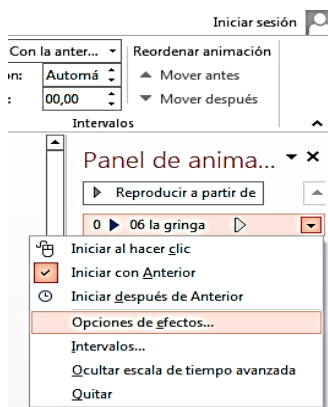 Iniciar sesión
Con la anter... Reordenar animación
ón: Automá Mover antes
: 00,00 Mover después
Intervalos
Panel de anima...
Reproducir a partir de
0 06 la gringa
Iniciar al hacer clic
Iniciar con Anterior
Iniciar después de Anterior
Opciones de efectos...
Intervalos...
Ocultar escala de tiempo avanzada
Quitar